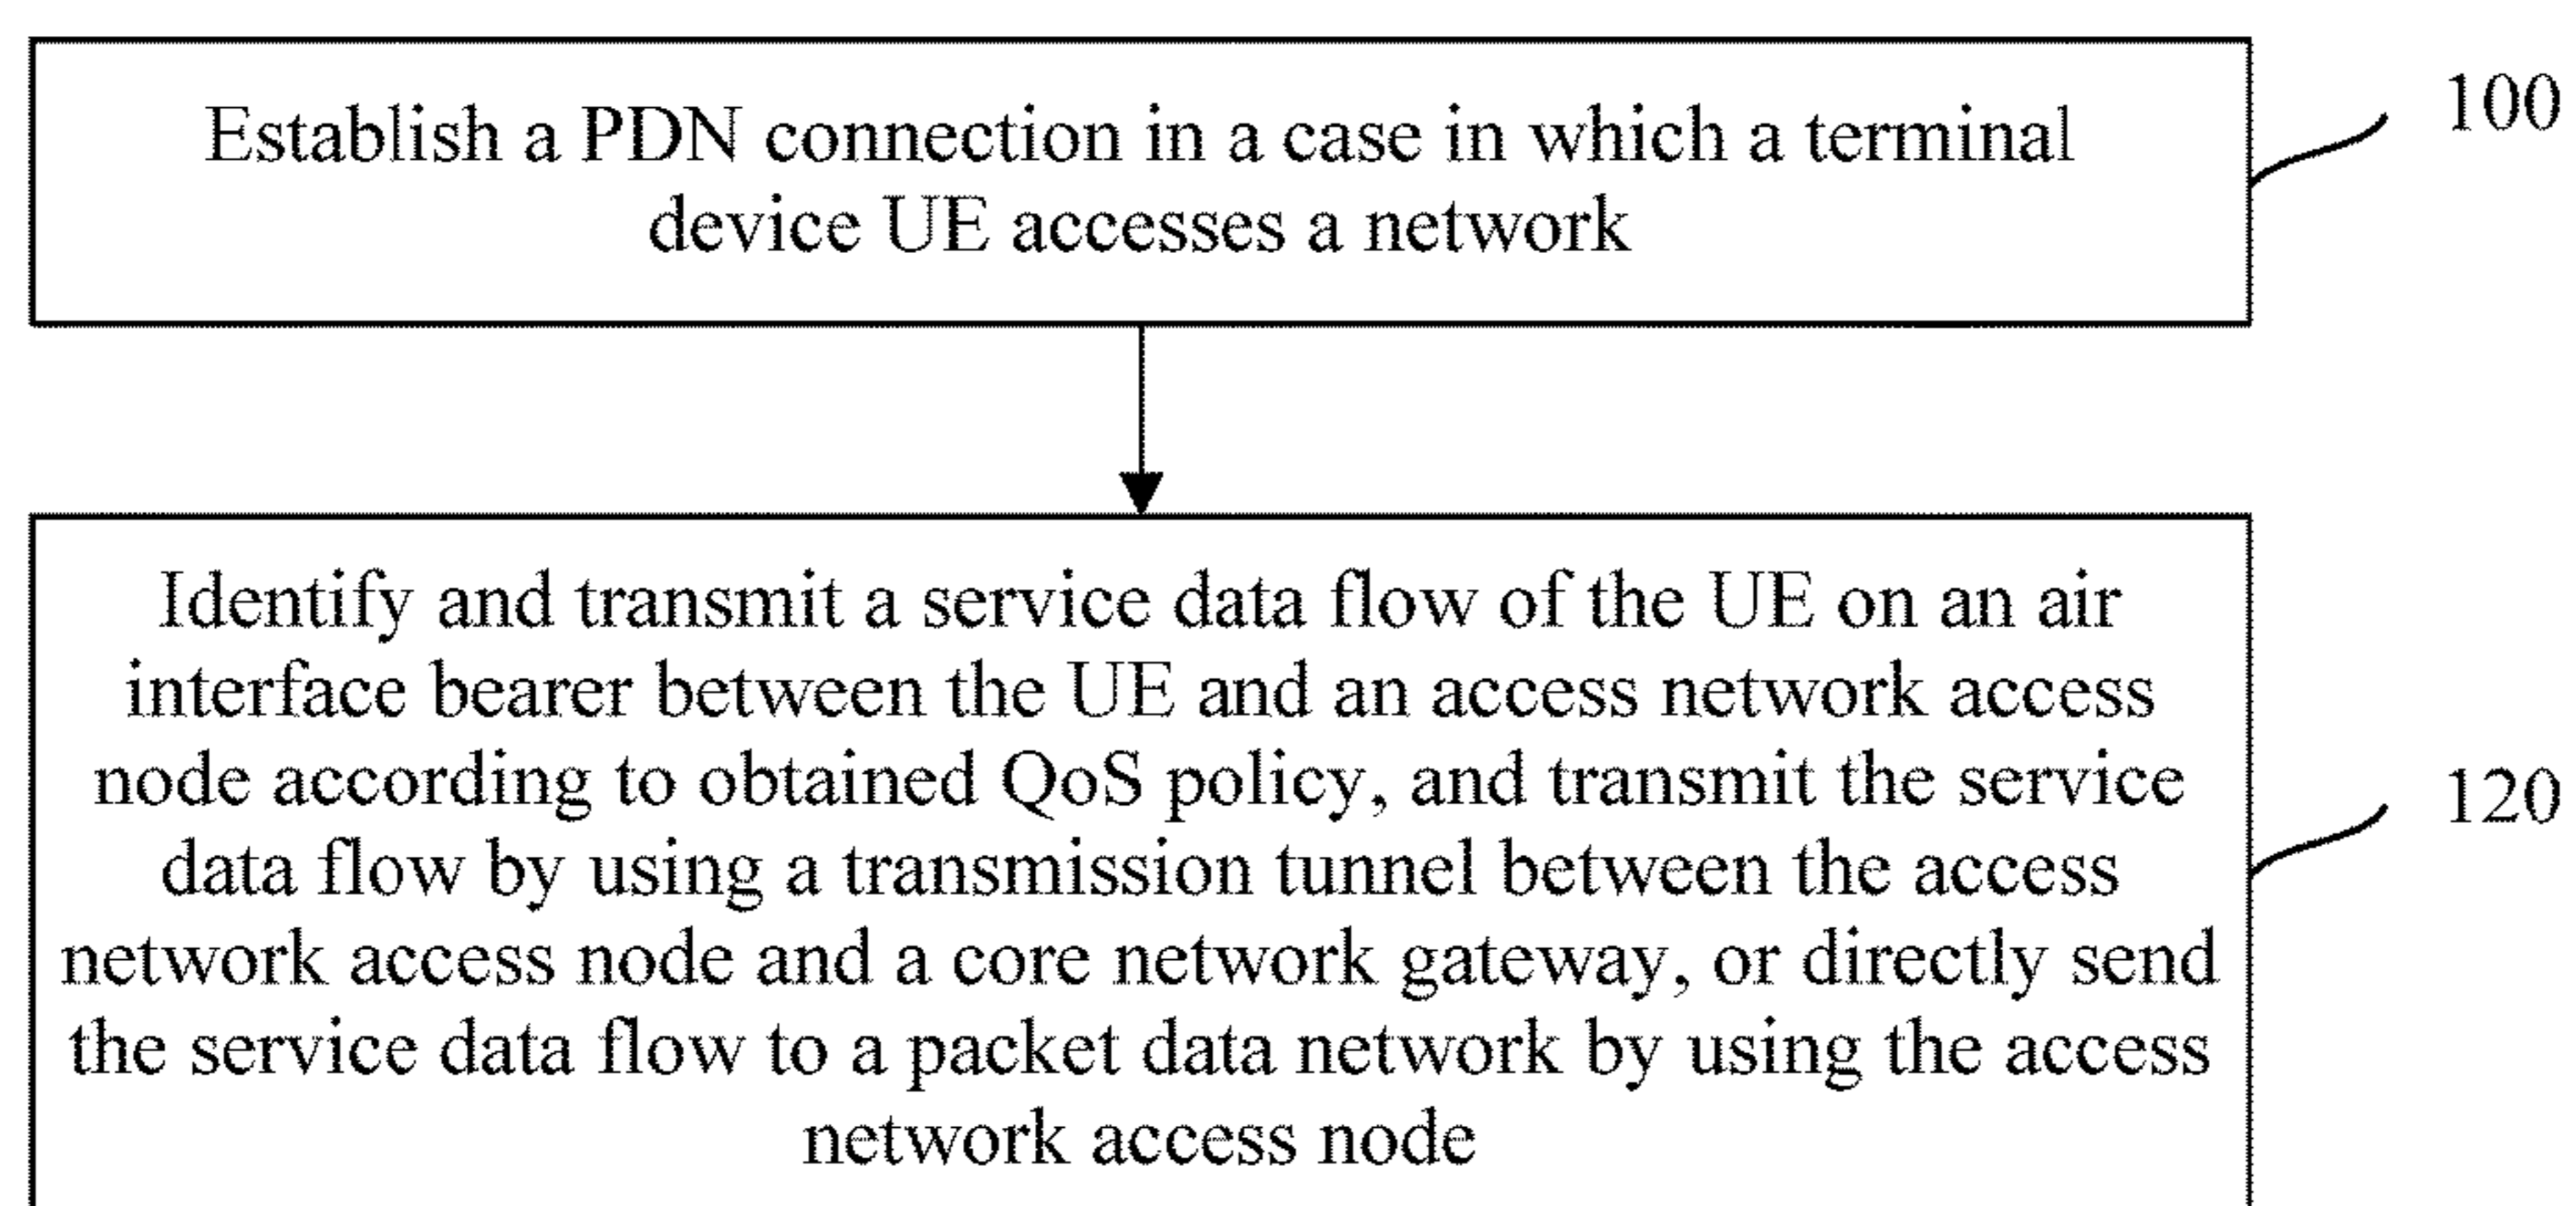 Establish a PDN connection in a case in which a terminal
device UE accesses a network
100
Identify and transmit a service data flow of the UE on an air
interface bearer between the UE and an access network access
node according to obtained QoS policy, and transmit the service
data flow by using a transmission tunnel between the access
network access node and a core network gateway, or directly send
the service data flow to a packet data network by using the access
network access node
120